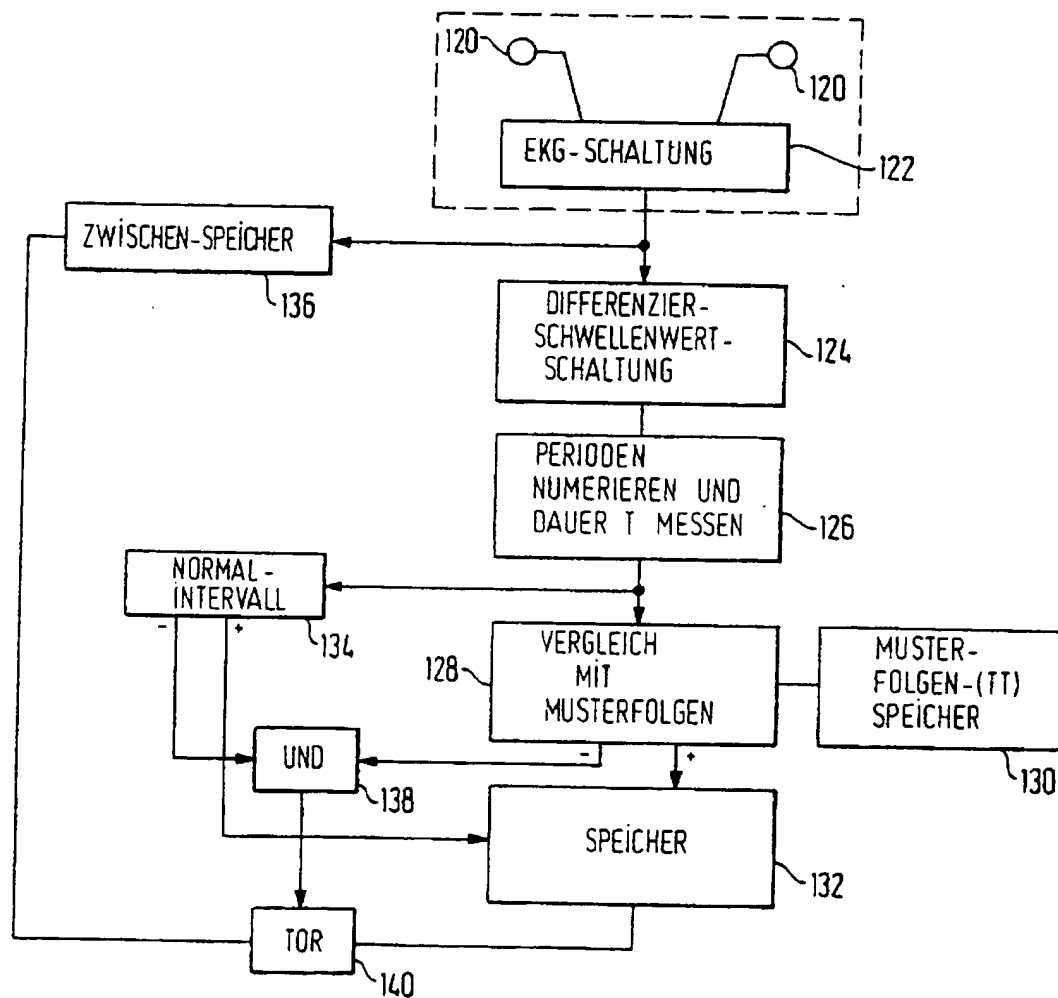 120
120
EKG-SCHALTUNG
122
ZWISCHEN-SPEICHER
136
DIFFERENZIER-
SCHWELLENWERT-
SCHALTUNG
124
PERIODEN
NUMERIEREN UND
DAUER T MESSEN
126
NORMAL-
INTERVALL
134
- +
128
VERGLEICH
MIT
MUSTERFOLGEN
MUSTER-
FOLGEN-(TT)
SPEICHER
130
- +
UND
138
SPEICHER
132
TOR
140